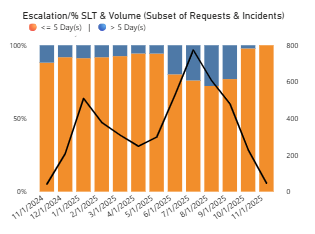 Escalation/% SLT & Volume (Subset of Requests & Incidents)
<= 5 Day(s) | > 5 Day(s)
100% 800
600
50% 400
200
0% 0
11/1/2024 12/1/2024 1/1/2025 2/1/2025 3/1/2025 4/1/2025 5/1/2025 6/1/2025 7/1/2025 8/1/2025 9/1/2025 10/1/2025 11/1/2025